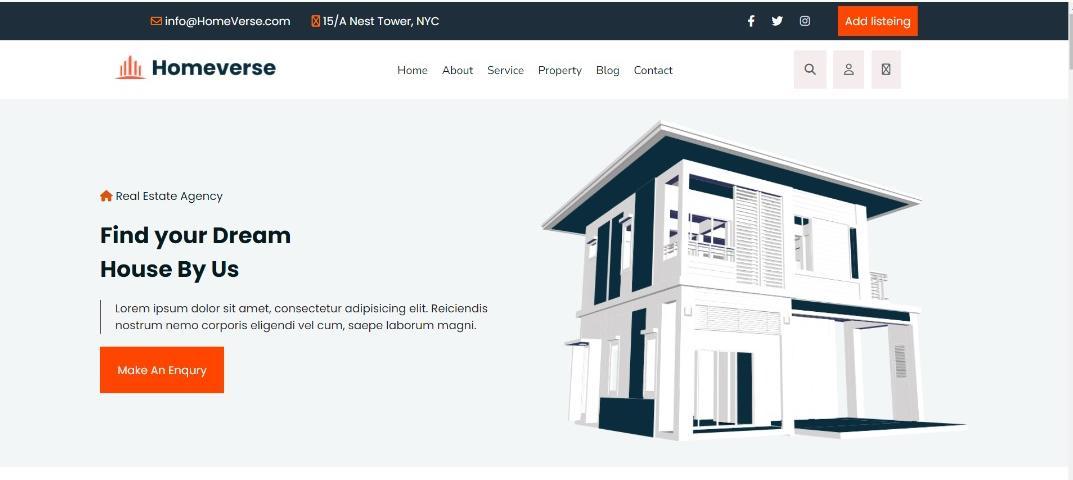 info@HomeVerse.com 15/A Nest Tower, NYC Add listeing
Homeverse Home About Service Property Blog Contact
Real Estate Agency
Find your Dream
House By Us
Lorem ipsum dolor sit amet, consectetur adipisicing elit. Reiciendis
nostrum nemo corporis eligendi vel cum, saepe laborum magni.
Make An Enqury